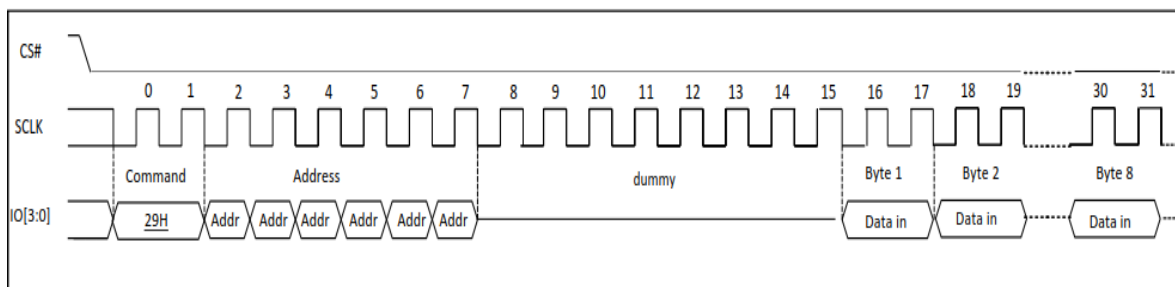 CS#
0 1 2 3 4 5 6 7 8 9 10 11 12 13 14 15 16 17 18 19 30 31
SCLK
Command Address dummy Byte 1 Byte 2 Byte 8
IO[3:0] 29H Addr Addr Addr Addr Addr Addr Data in Data in Data in